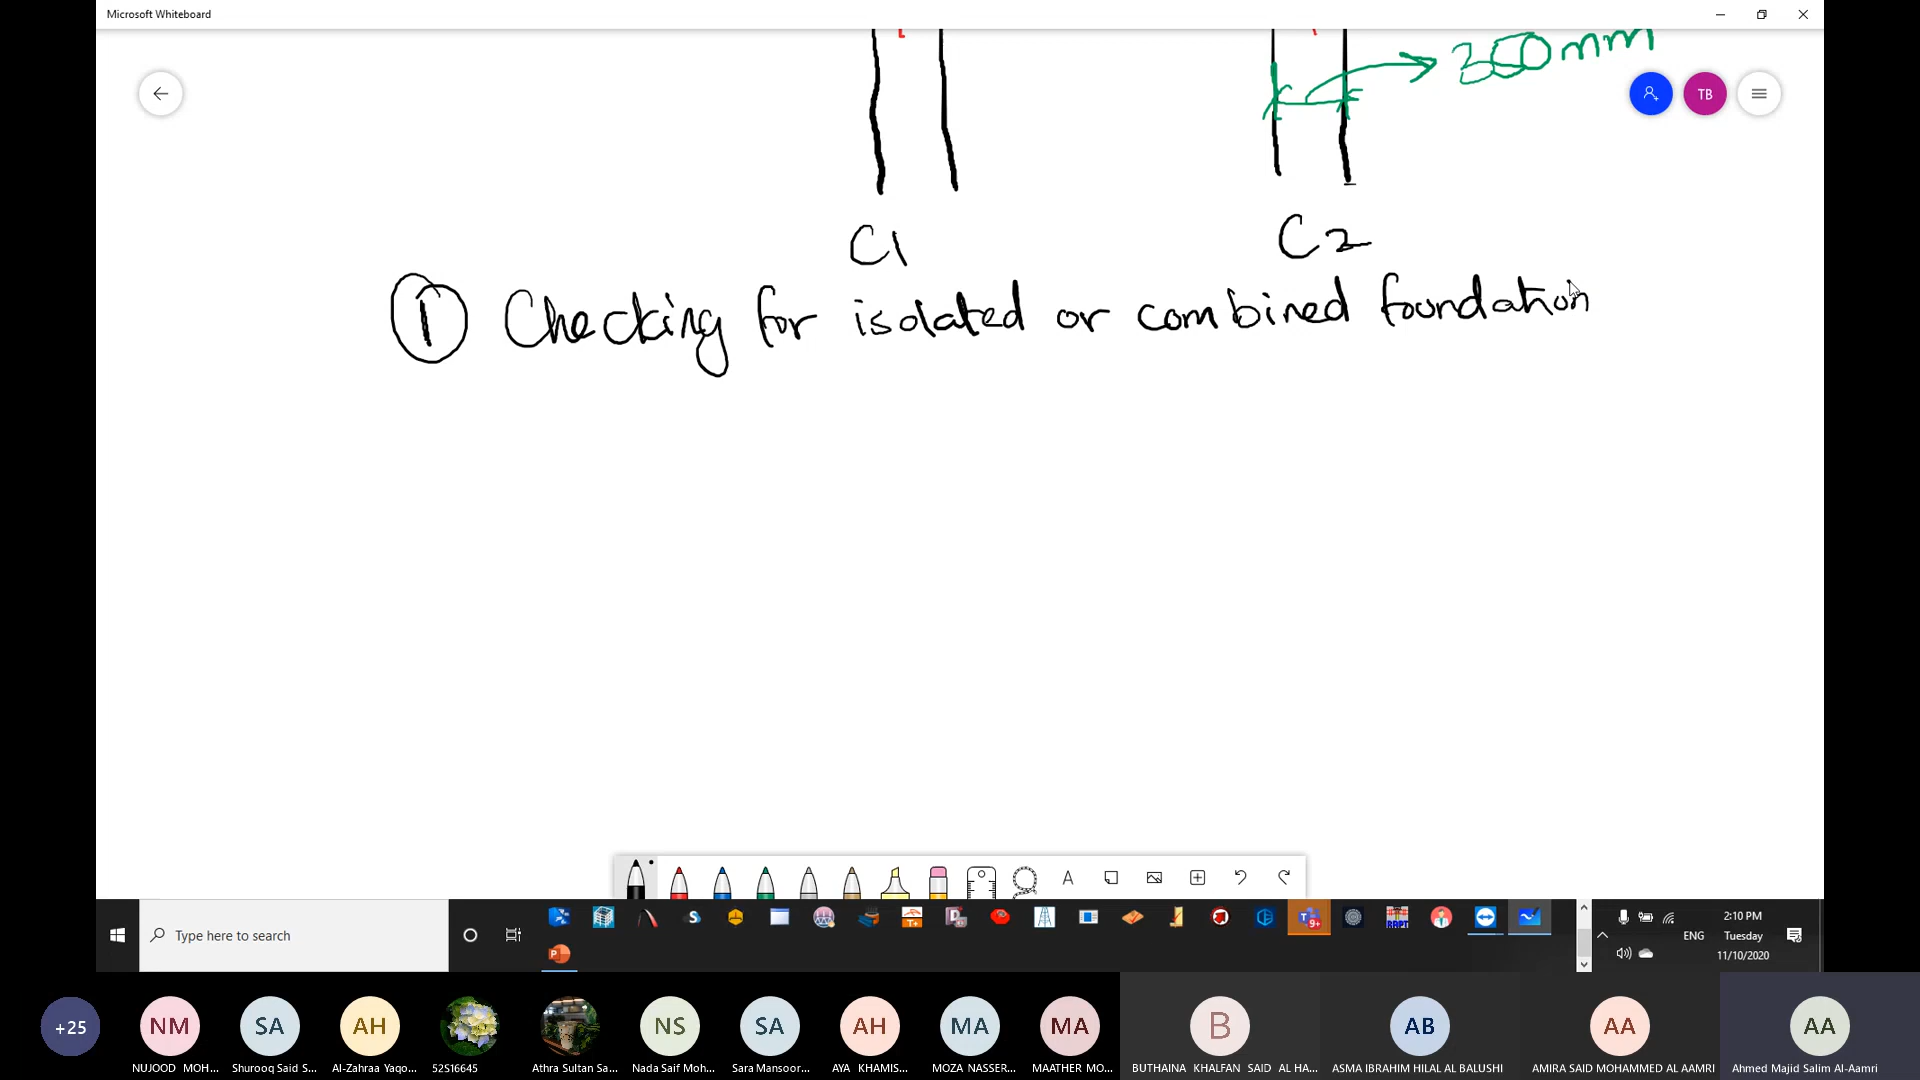 Microsoft Whiteboard
300mm
TB
C1
C2
① Checking for isolated or combined foundation
A
Type here to search
ENG
2:10 PM
Tuesday
11/10/2020
+25
NM
SA
AH
NS
SA
AH
MA
MA
B
AB
AA
AA
NUJOOD MOH...
Shurooq Said S...
Al-Zahraa Yaqo...
52S16645
Athra Sultan Sa...
Nada Saif Moh...
Sara Mansoor...
AYA KHAMIS...
MOZA NASSER...
MAATHER MO...
BUTHAINA KHALFAN SAID AL HA...
ASMA IBRAHIM HILAL AL BALUSHI
AMIRA SAID MOHAMMED AL AAMRI
Ahmed Majid Salim Al-Aamri